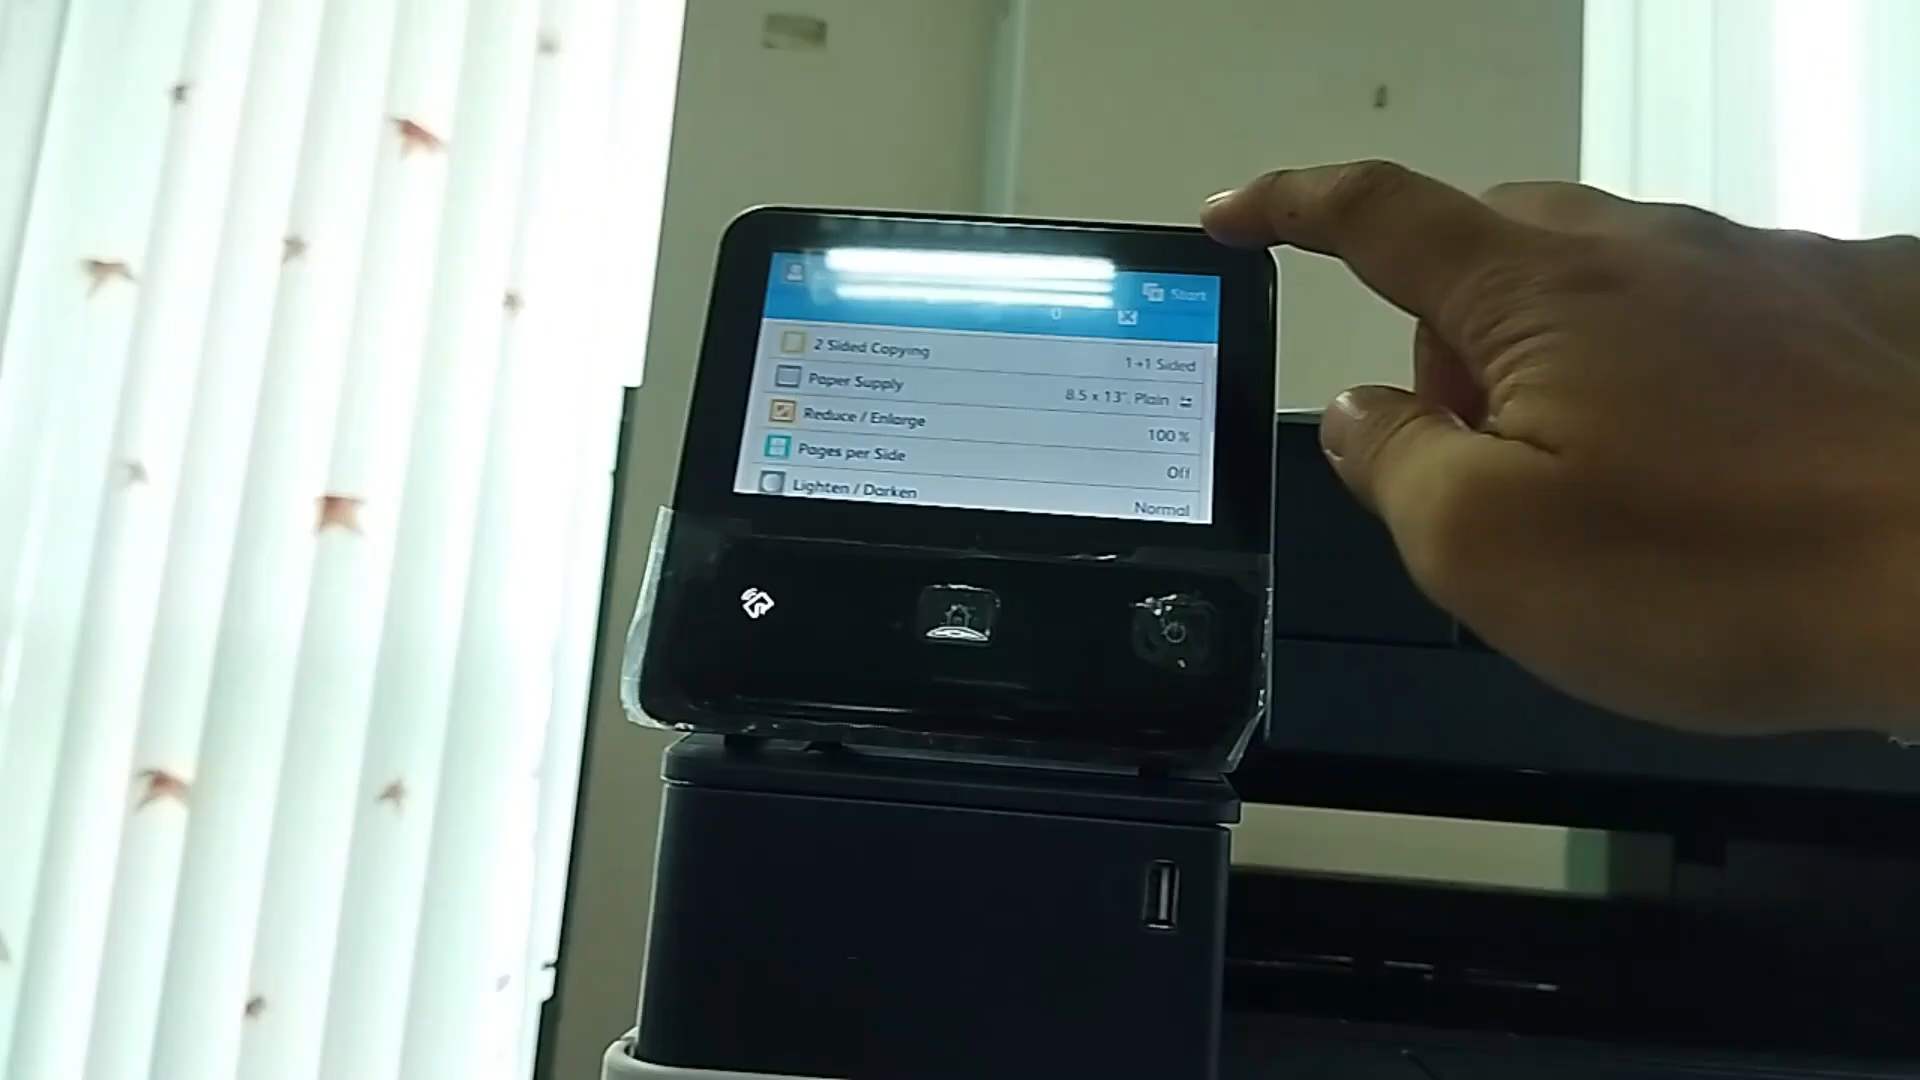 Start
0
2 Sided Copying 1→1 Sided
Paper Supply 8.5 x 13", Plain
Reduce / Enlarge 100 %
Pages per Side Off
Lighten / Darken Normal